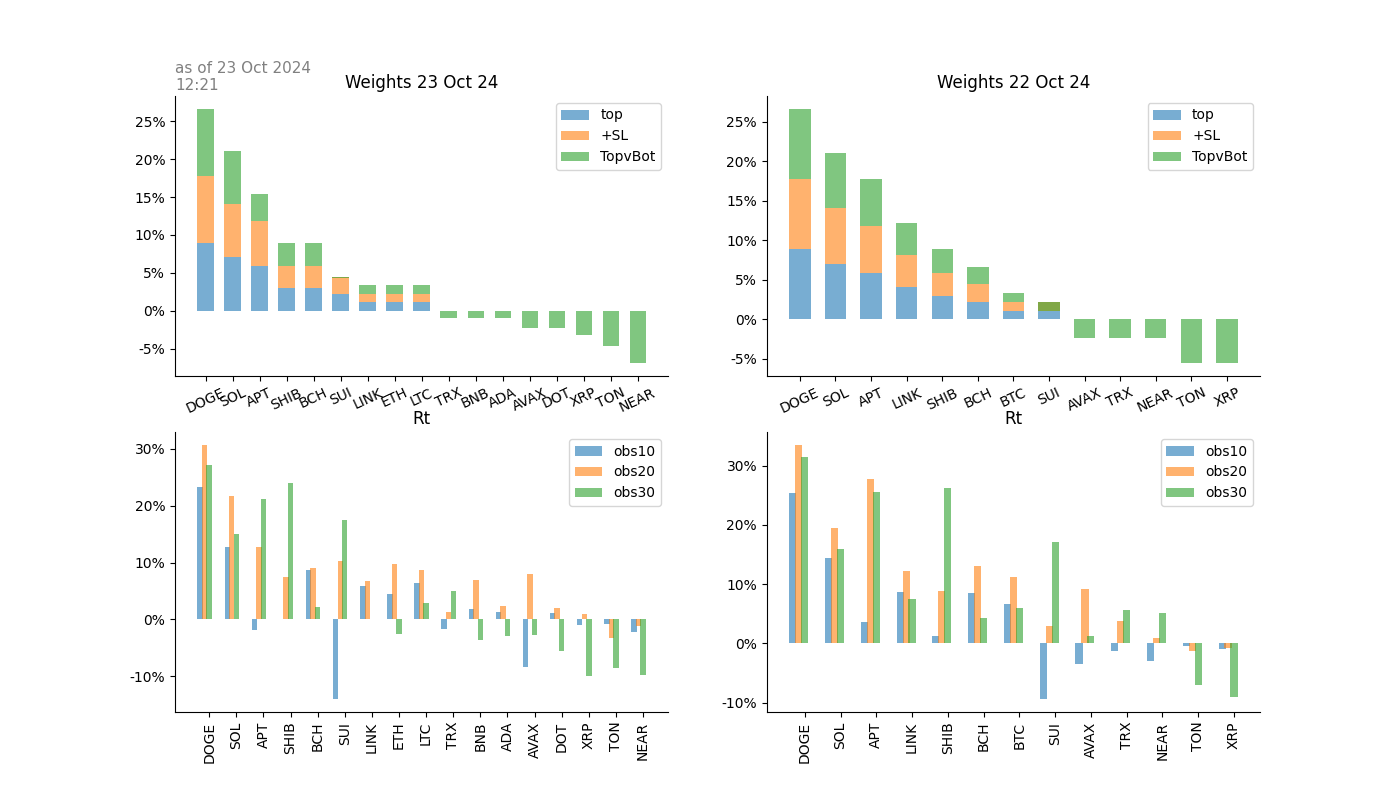 as of 23 Oct 2024
12:21
Weights 23 Oct 24
25%
20%
15%
10%
5%
0%
-5%
top
+SL
TopvBot
DOGE SOL APT SHIB BCH SUI LINK ETH LTC TRX BNB ADA AVAX DOT XRP TON NEAR
Weights 22 Oct 24
25%
20%
15%
10%
5%
0%
-5%
top
+SL
TopvBot
DOGE SOL APT LINK SHIB BCH BTC SUI AVAX TRX NEAR TON XRP
Rt
30%
20%
10%
0%
-10%
obs10
obs20
obs30
DOGE SOL APT SHIB BCH SUI LINK ETH LTC TRX BNB ADA AVAX DOT XRP TON NEAR
Rt
30%
20%
10%
0%
-10%
obs10
obs20
obs30
DOGE SOL APT LINK SHIB BCH BTC SUI AVAX TRX NEAR TON XRP